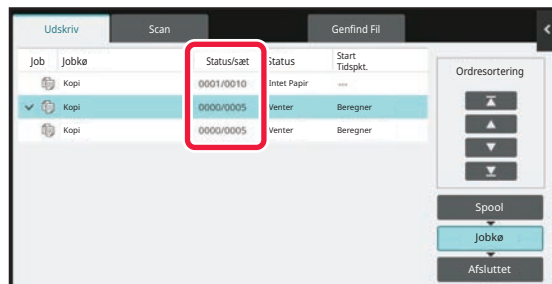 Udskriv Scan Genfind Fil
Job Jobkø Status/sæt Status Start Tidspkt.
Kopi 0001/0010 Intet Papir ---
Kopi 0000/0005 Venter Beregner
Kopi 0000/0005 Venter Beregner
Ordresortering
Spool
Jobkø
Afsluttet